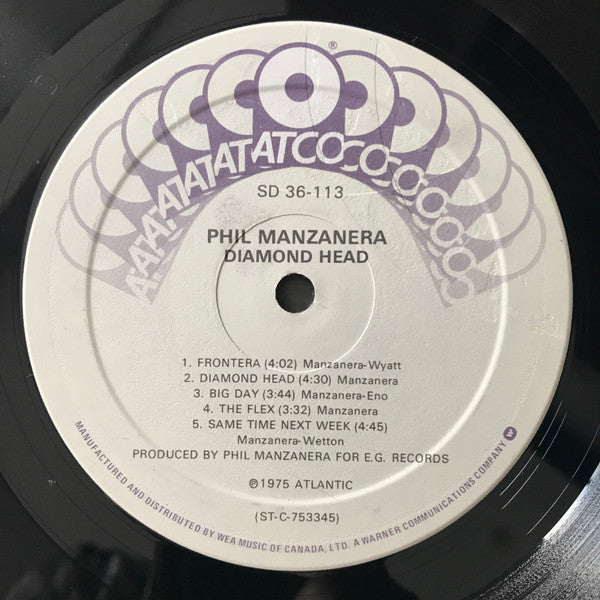 ®
ATCO
SD 36-113
PHIL MANZANERA
DIAMOND HEAD
1. FRONTERA (4:02) Manzanera-Wyatt
2. DIAMOND HEAD (4:30) Manzanera
3. BIG DAY (3:44) Manzanera-Eno
4. THE FLEX (3:32) Manzanera
5. SAME TIME NEXT WEEK (4:45)
Manzanera-Wetton
PRODUCED BY PHIL MANZANERA FOR E.G. RECORDS
℗1975 ATLANTIC
(ST-C-753345)
MANUFACTURED AND DISTRIBUTED BY WEA MUSIC OF CANADA, LTD. A WARNER COMMUNICATIONS COMPANY